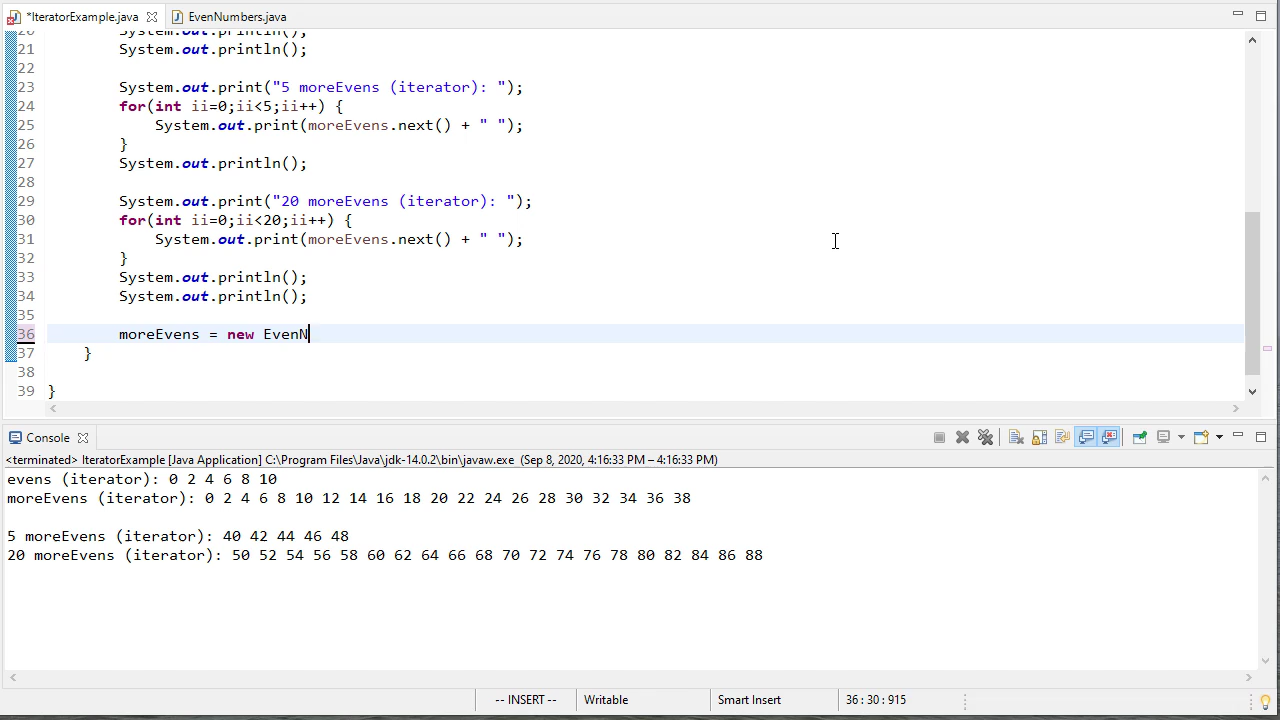 *IteratorExample.java
EvenNumbers.java
20 System.out.println();
21 System.out.println();
22
23 System.out.print("5 moreEvens (iterator): ");
24 for(int ii=0;ii<5;ii++) {
25 System.out.print(moreEvens.next() + " ");
26 }
27 System.out.println();
28
29 System.out.print("20 moreEvens (iterator): ");
30 for(int ii=0;ii<20;ii++) {
31 System.out.print(moreEvens.next() + " ");
32 }
33 System.out.println();
34 System.out.println();
35
36 moreEvens = new EvenN
37 }
38
39 }
Console
<terminated> IteratorExample [Java Application] C:\Program Files\Java\jdk-14.0.2\bin\javaw.exe (Sep 8, 2020, 4:16:33 PM – 4:16:33 PM)
evens (iterator): 0 2 4 6 8 10
moreEvens (iterator): 0 2 4 6 8 10 12 14 16 18 20 22 24 26 28 30 32 34 36 38
5 moreEvens (iterator): 40 42 44 46 48
20 moreEvens (iterator): 50 52 54 56 58 60 62 64 66 68 70 72 74 76 78 80 82 84 86 88
-- INSERT -- Writable Smart Insert 36 : 30 : 915